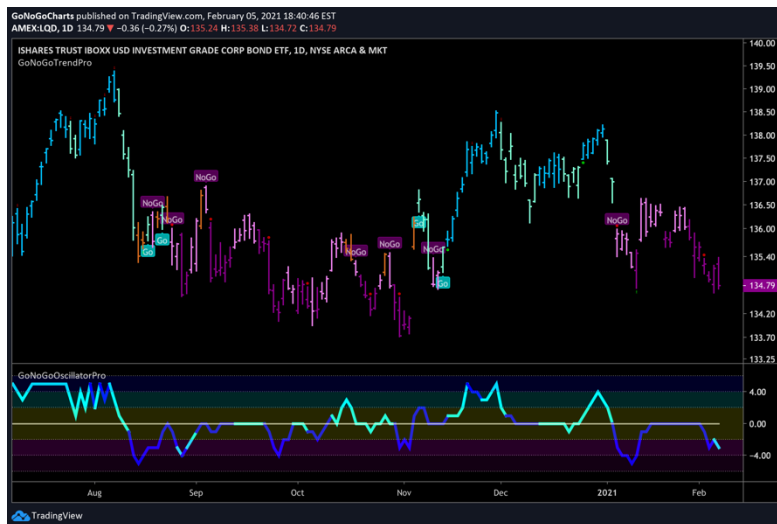 GoNoGoCharts published on TradingView.com, February 05, 2021 18:40:46 EST
AMEX:LQD, 1D 134.79 ▼ −0.36 (−0.27%) O:135.24 H:135.38 L:134.72 C:134.79
ISHARES TRUST IBOXX USD INVESTMENT GRADE CORP BOND ETF, 1D, NYSE ARCA & MKT
GoNoGoTrendPro
140.00
139.50
139.00
138.50
138.00
137.50
137.00
136.50
136.00
135.40
134.79
134.20
133.70
133.25
NoGo
NoGo
NoGo
Go
Go
NoGo
NoGo
Go
NoGo
Go
NoGo
GoNoGoOscillatorPro
4.00
0.00
−4.00
Aug
Sep
Oct
Nov
Dec
2021
Feb
TradingView